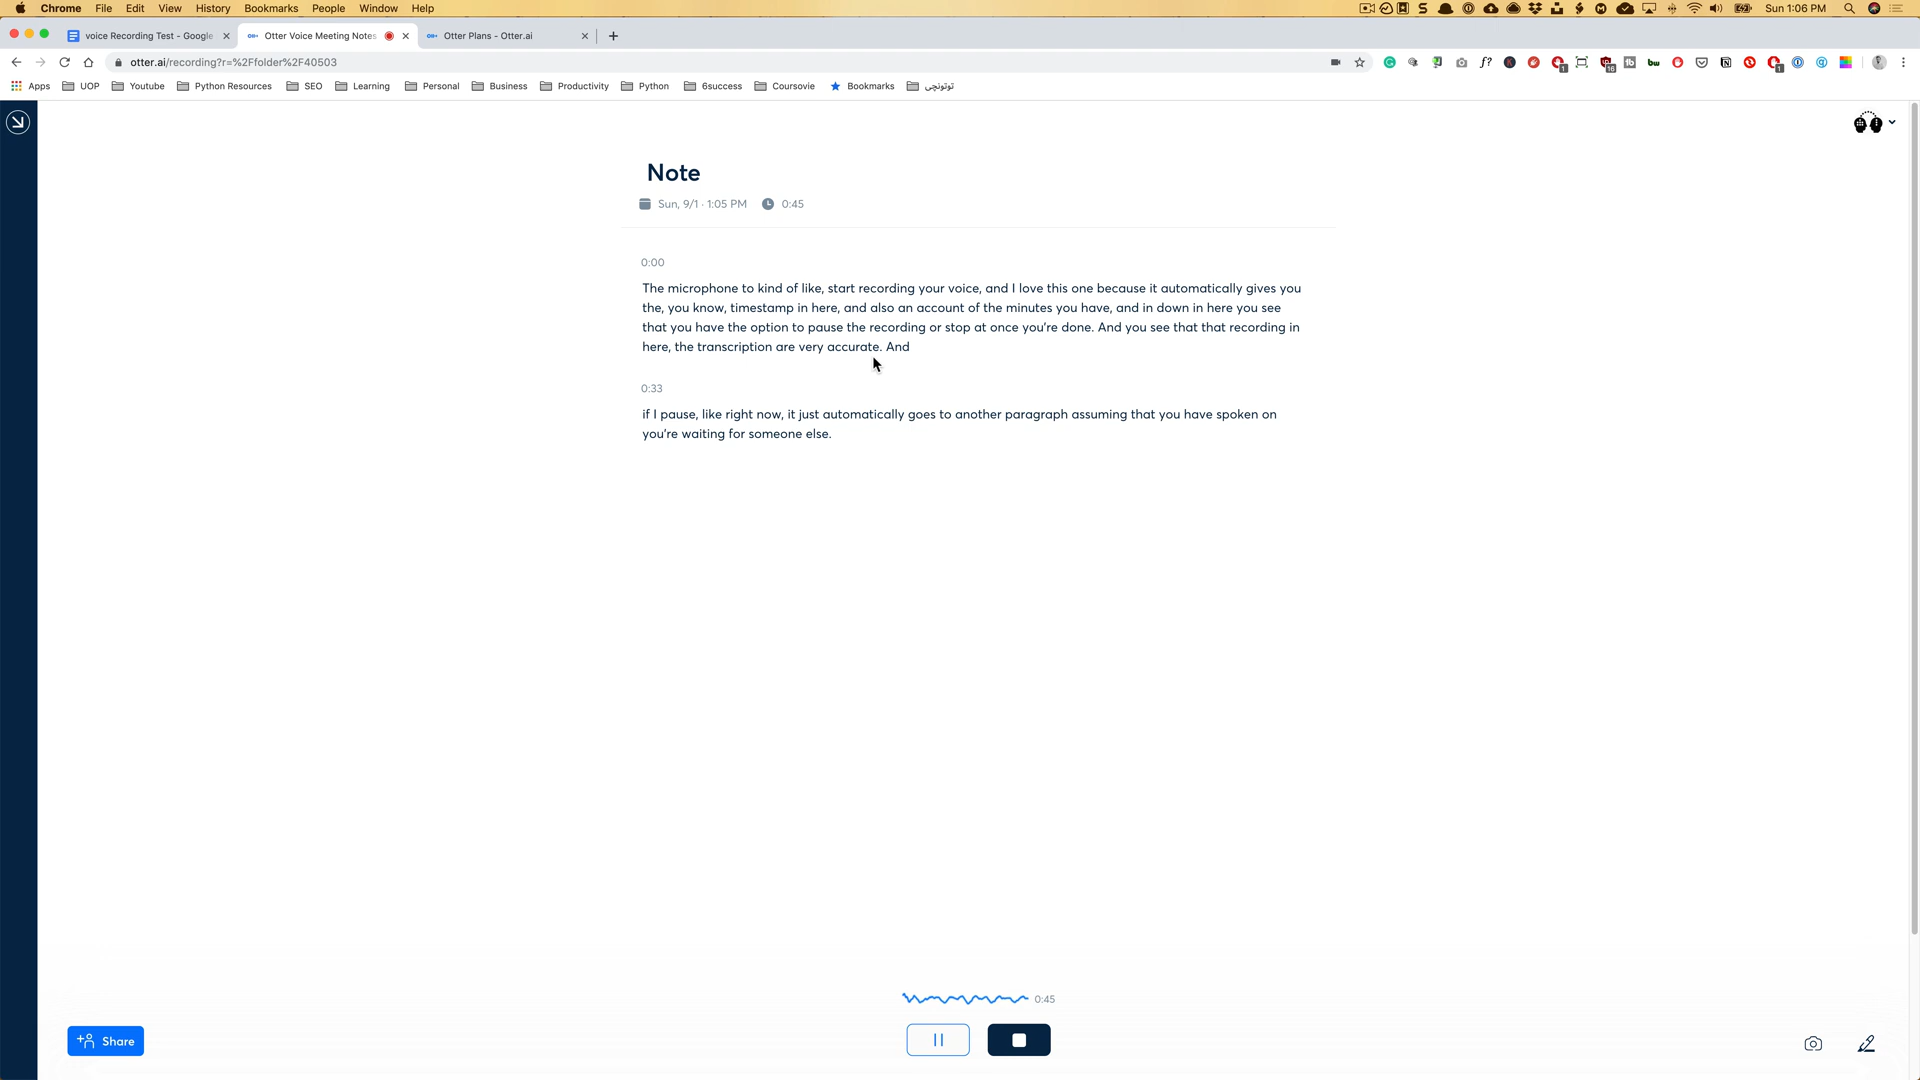 Chrome File Edit View History Bookmarks People Window Help Sun 1:06 PM
voice Recording Test - Google Otter Voice Meeting Notes Otter Plans - Otter.ai
otter.ai/recording?r=%2Ffolder%2F40503
Apps UOP Youtube Python Resources SEO Learning Personal Business Productivity Python 6success Coursovie Bookmarks توتونچی
Note
Sun, 9/1 · 1:05 PM 0:45
0:00
The microphone to kind of like, start recording your voice, and I love this one because it automatically gives you
the, you know, timestamp in here, and also an account of the minutes you have, and in down in here you see
that you have the option to pause the recording or stop at once you're done. And you see that that recording in
here, the transcription are very accurate. And
0:33
if I pause, like right now, it just automatically goes to another paragraph assuming that you have spoken on
you're waiting for someone else.
0:45
Share